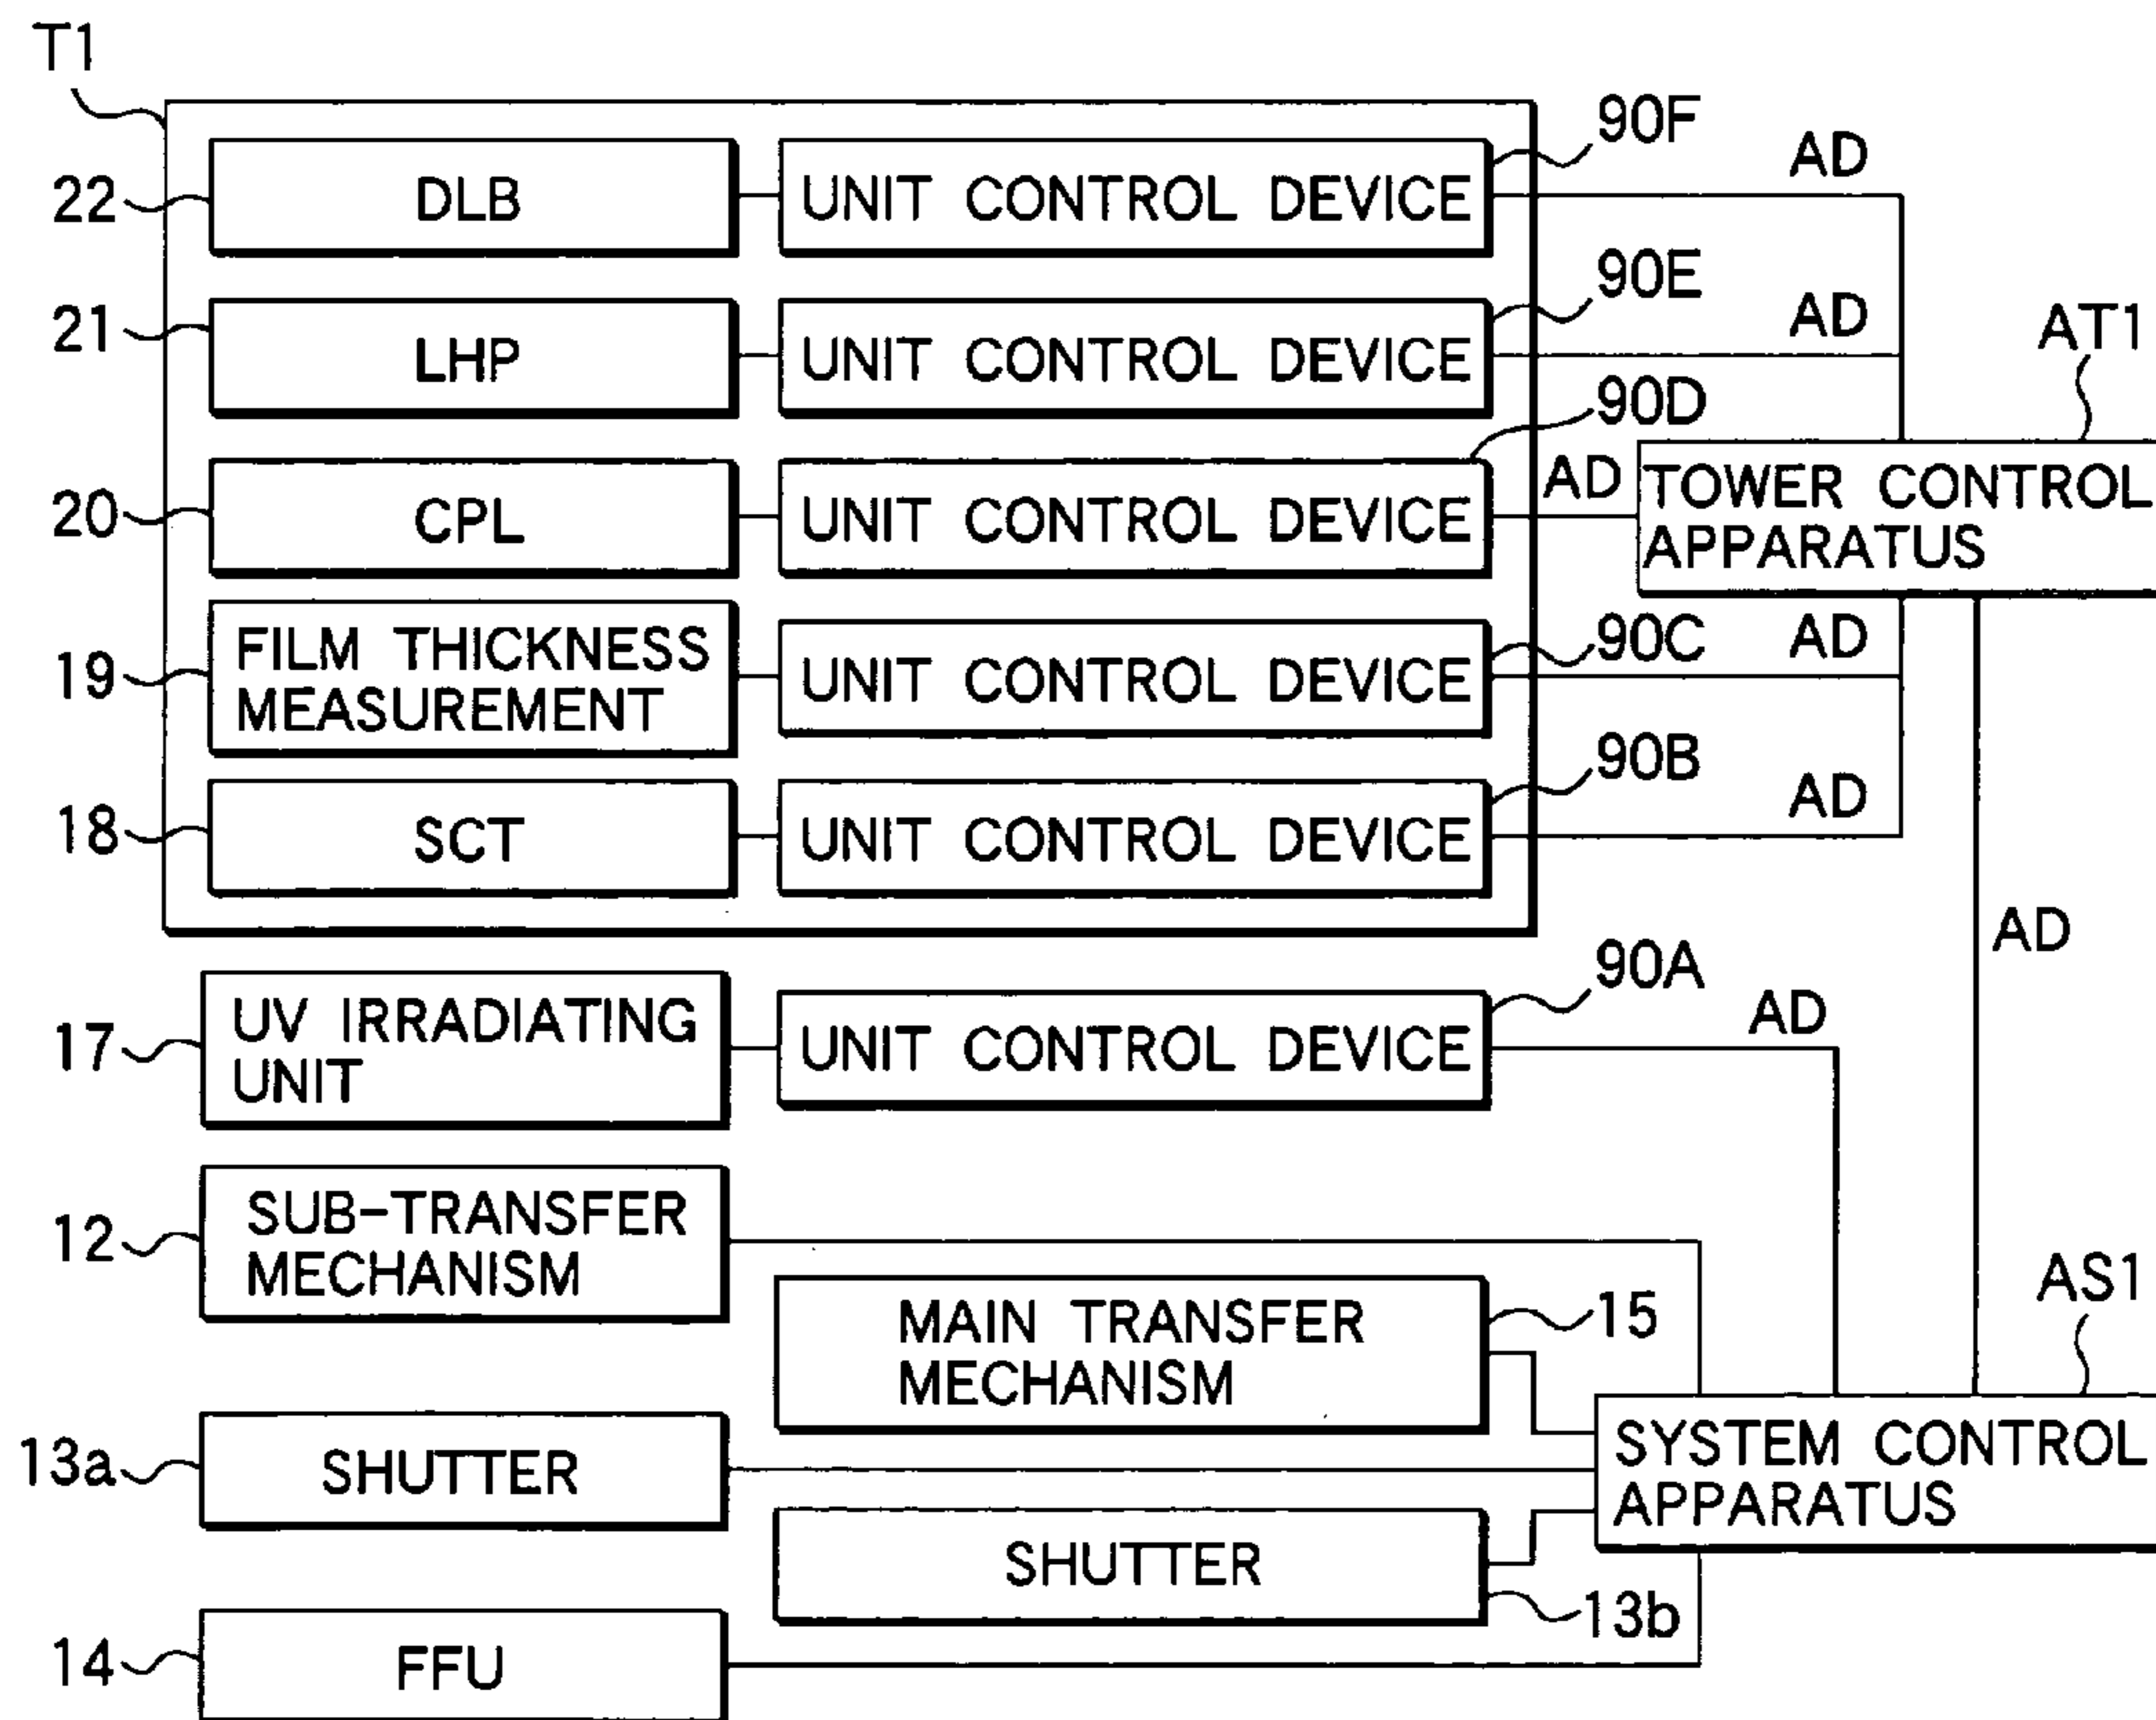 T1
90F
AD
22
DLB
UNIT CONTROL DEVICE
90E
AD
AT1
21
LHP
UNIT CONTROL DEVICE
90D
AD
TOWER CONTROL
APPARATUS
20
CPL
UNIT CONTROL DEVICE
90C
AD
19
FILM THICKNESS
MEASUREMENT
UNIT CONTROL DEVICE
90B
AD
18
SCT
UNIT CONTROL DEVICE
AD
90A
AD
17
UV IRRADIATING
UNIT
UNIT CONTROL DEVICE
12
SUB-TRANSFER
MECHANISM
AS1
MAIN TRANSFER
MECHANISM
15
13a
SHUTTER
SYSTEM CONTROL
APPARATUS
SHUTTER
13b
14
FFU